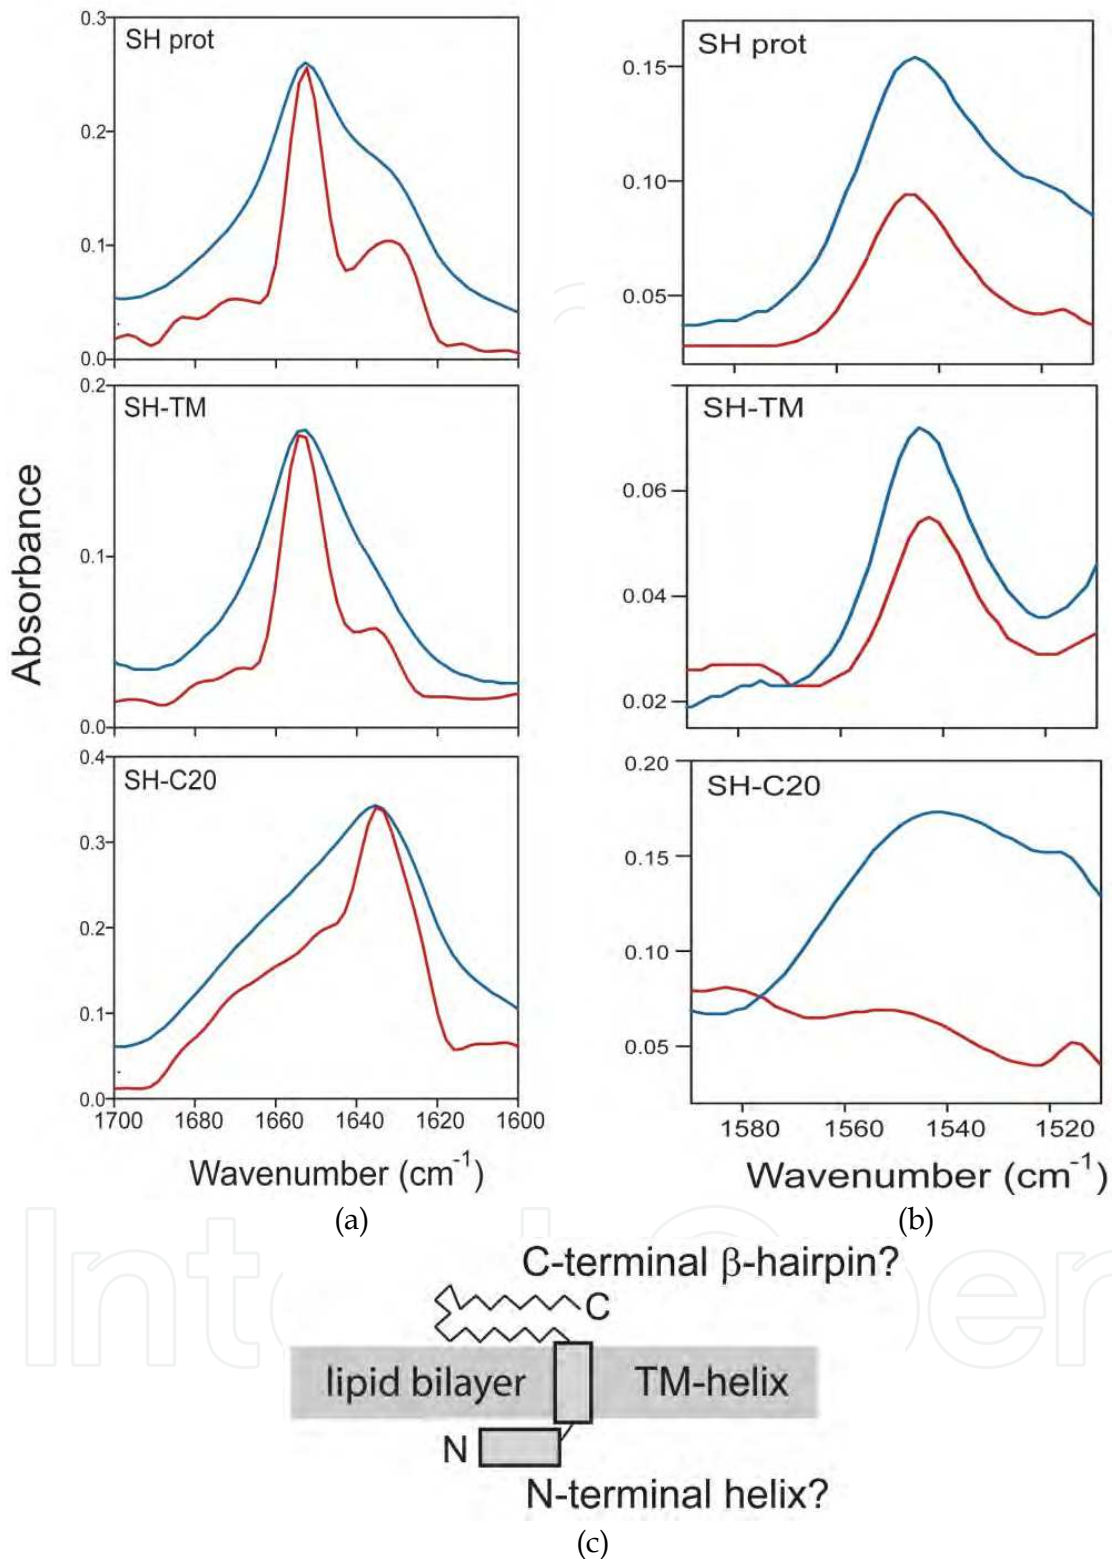 SH prot
0.3
0.2
0.1
0.0
SH prot
0.15
0.10
0.05
SH-TM
0.2
0.1
0.0
SH-TM
0.06
0.04
0.02
Absorbance
SH-C20
0.4
0.3
0.2
0.1
0.0
1700 1680 1660 1640 1620 1600
Wavenumber (cm⁻¹)
SH-C20
0.20
0.15
0.10
0.05
1580 1560 1540 1520
Wavenumber (cm⁻¹)
(a)
(b)
C-terminal β-hairpin?
C
lipid bilayer
TM-helix
N
N-terminal helix?
(c)